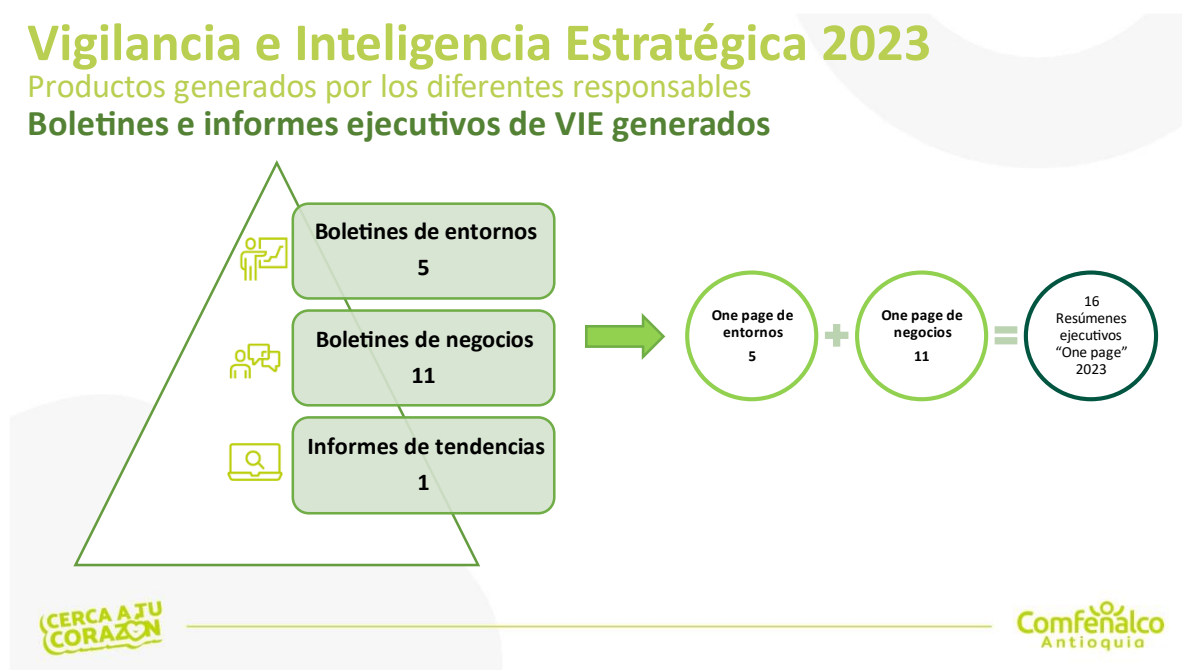 Vigilancia e Inteligencia Estratégica 2023
Productos generados por los diferentes responsables
Boletines e informes ejecutivos de VIE generados
Boletines de entornos
5
Boletines de negocios
11
Informes de tendencias
1
One page de
entornos
5
One page de
negocios
11
16
Resúmenes
ejecutivos
“One page”
2023
CERCA A TU
CORAZÓN
Comfenalco
Antioquia